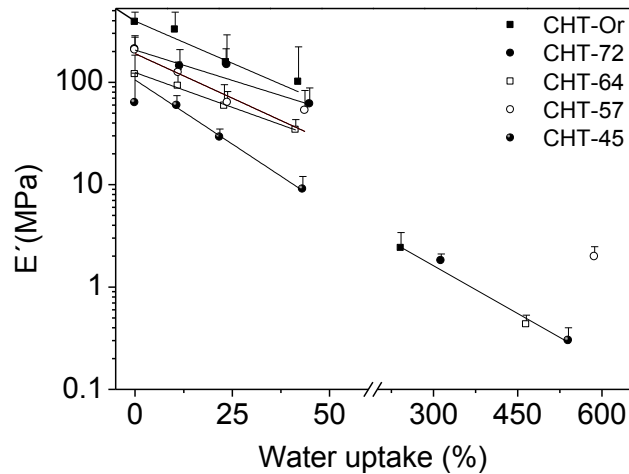 CHT-Or
CHT-72
CHT-64
CHT-57
CHT-45
100
10
1
0.1
E´(MPa)
0 25 50 300 450 600
Water uptake (%)